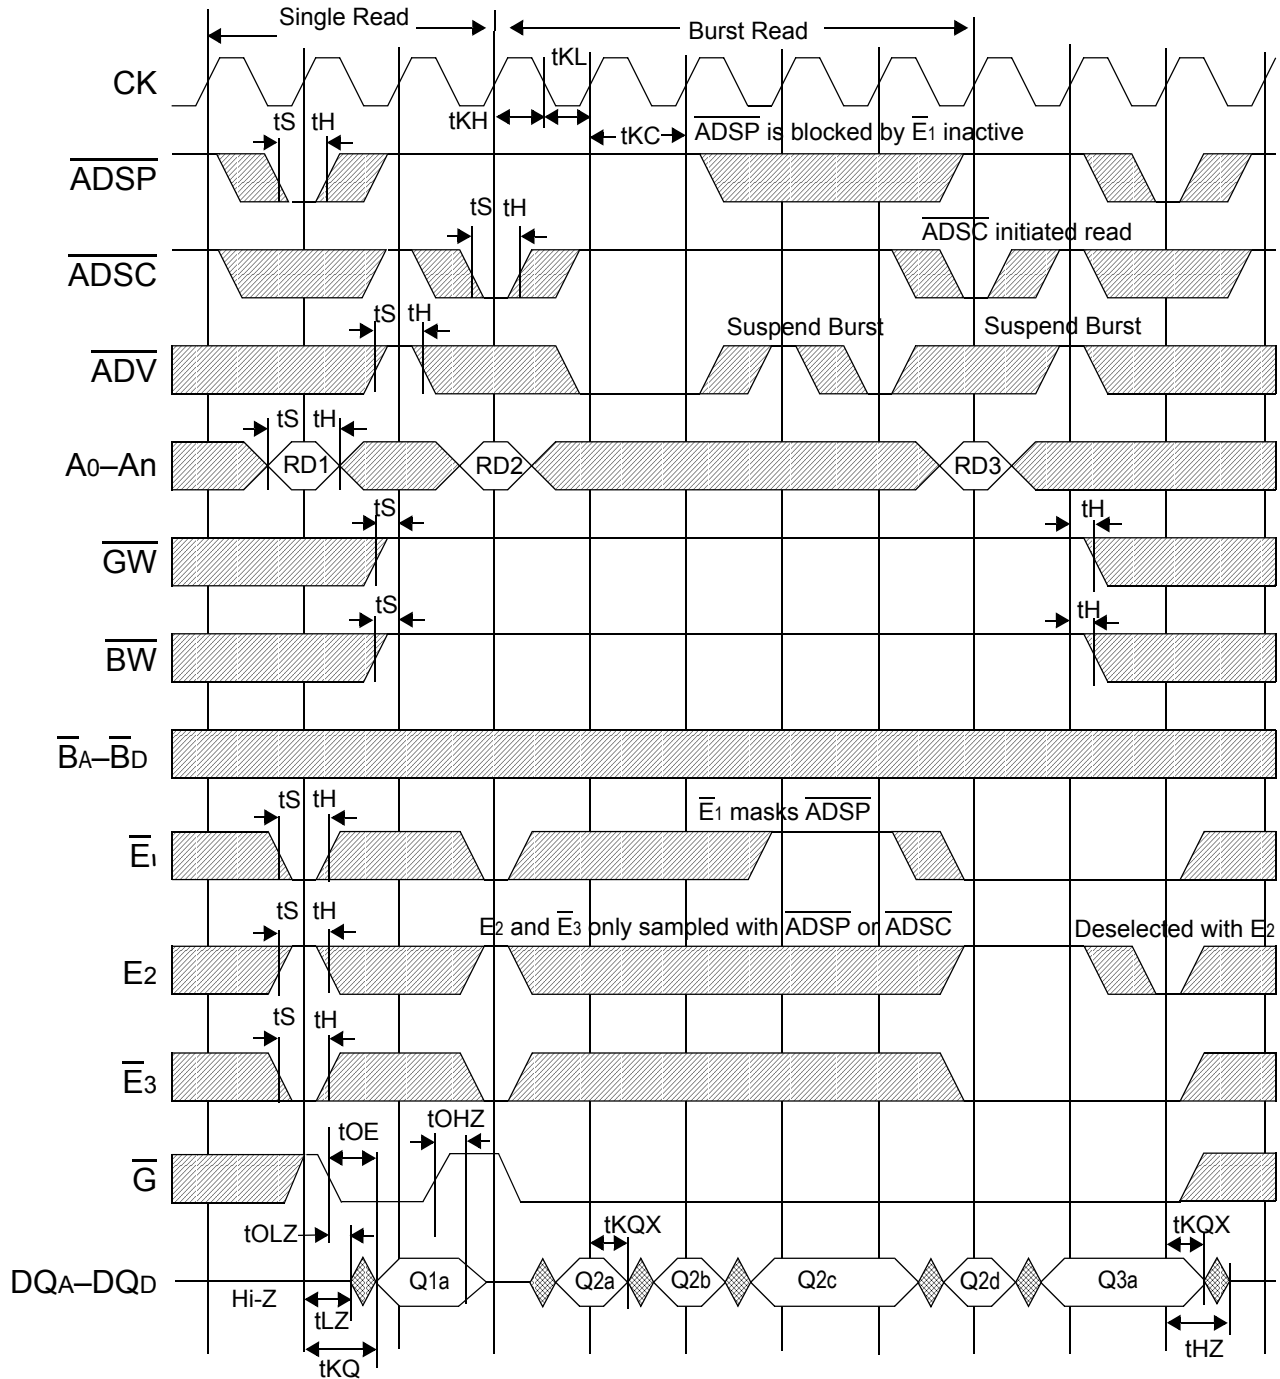 Single Read
Burst Read
CK
tKL
tKH
tKC
ADSP is blocked by E1 inactive
tS tH
ADSP
tS tH
ADSC initiated read
ADSC
tS tH
Suspend Burst
Suspend Burst
ADV
tS tH
A0–An
RD1
RD2
RD3
tS
tH
GW
tS
tH
BW
BA–BD
tS tH
E1 masks ADSP
E1
tS tH
E2 and E3 only sampled with ADSP or ADSC
Deselected with E2
E2
tS tH
E3
tOE
tOHZ
G
tOLZ
tKQX
tKQX
DQA–DQD
Q1a
Q2a
Q2b
Q2c
Q2d
Q3a
Hi-Z
tLZ
tHZ
tKQ